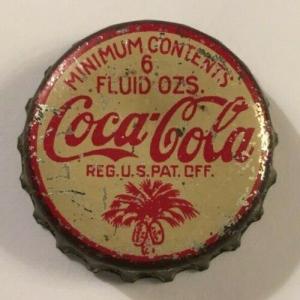 MINIMUM CONTENTS
6
FLUID OZS.
Coca-Cola
REG. U.S. PAT. OFF.